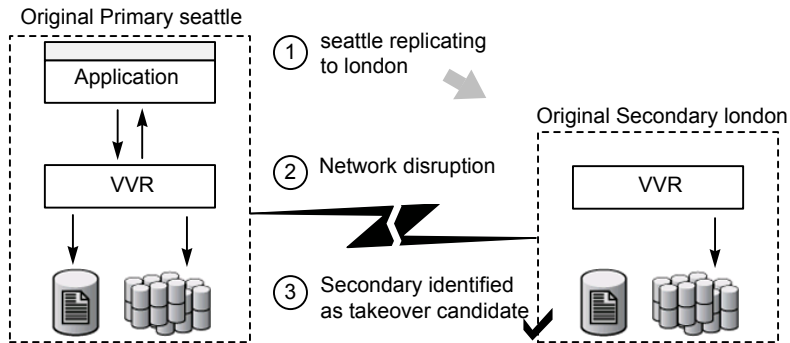 Original Primary seattle
Application
VVR
1
seattle replicating
to london
2
Network disruption
3
Secondary identified
as takeover candidate
Original Secondary london
VVR